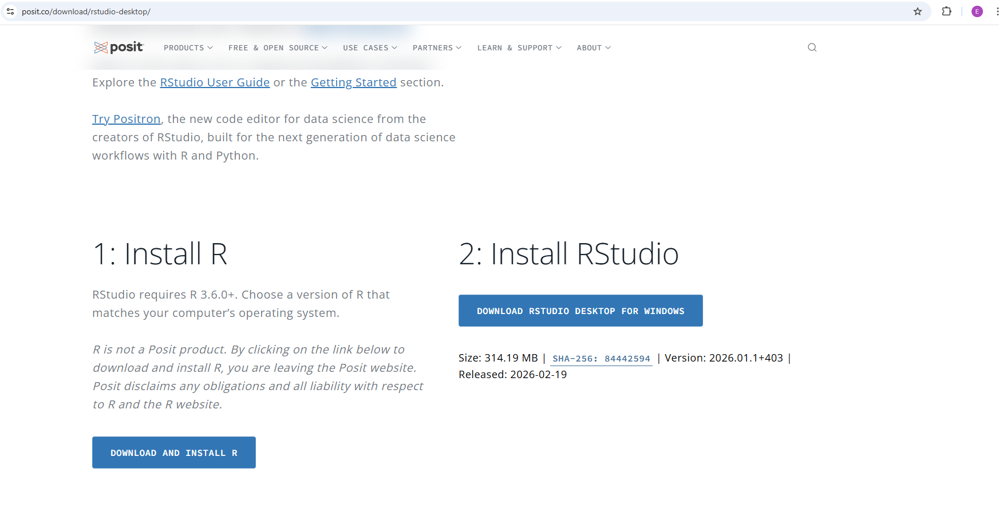 posit.co/download/rstudio-desktop/
E
posit
PRODUCTS
FREE & OPEN SOURCE
USE CASES
PARTNERS
LEARN & SUPPORT
ABOUT
Explore the RStudio User Guide or the Getting Started section.
Try Positron, the new code editor for data science from the
creators of RStudio, built for the next generation of data science
workflows with R and Python.
1: Install R
RStudio requires R 3.6.0+. Choose a version of R that
matches your computer’s operating system.
R is not a Posit product. By clicking on the link below to
download and install R, you are leaving the Posit website.
Posit disclaims any obligations and all liability with respect
to R and the R website.
DOWNLOAD AND INSTALL R
2: Install RStudio
DOWNLOAD RSTUDIO DESKTOP FOR WINDOWS
Size: 314.19 MB | SHA-256: 84442594 | Version: 2026.01.1+403 |
Released: 2026-02-19